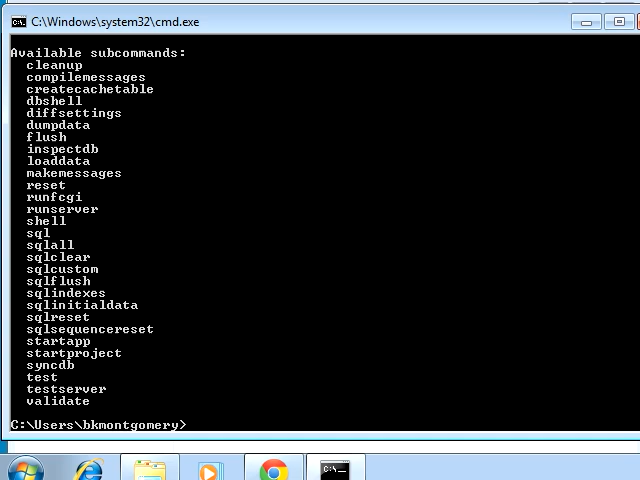 C:\Windows\system32\cmd.exe
Available subcommands:
cleanup
compilemessages
createcachetable
dbshell
diffsettings
dumpdata
flush
inspectdb
loaddata
makemessages
reset
runfcgi
runserver
shell
sql
sqlall
sqlclear
sqlcustom
sqlflush
sqlindexes
sqlinitialdata
sqlreset
sqlsequencereset
startapp
startproject
syncdb
test
testserver
validate
C:\Users\bkmontgomery>